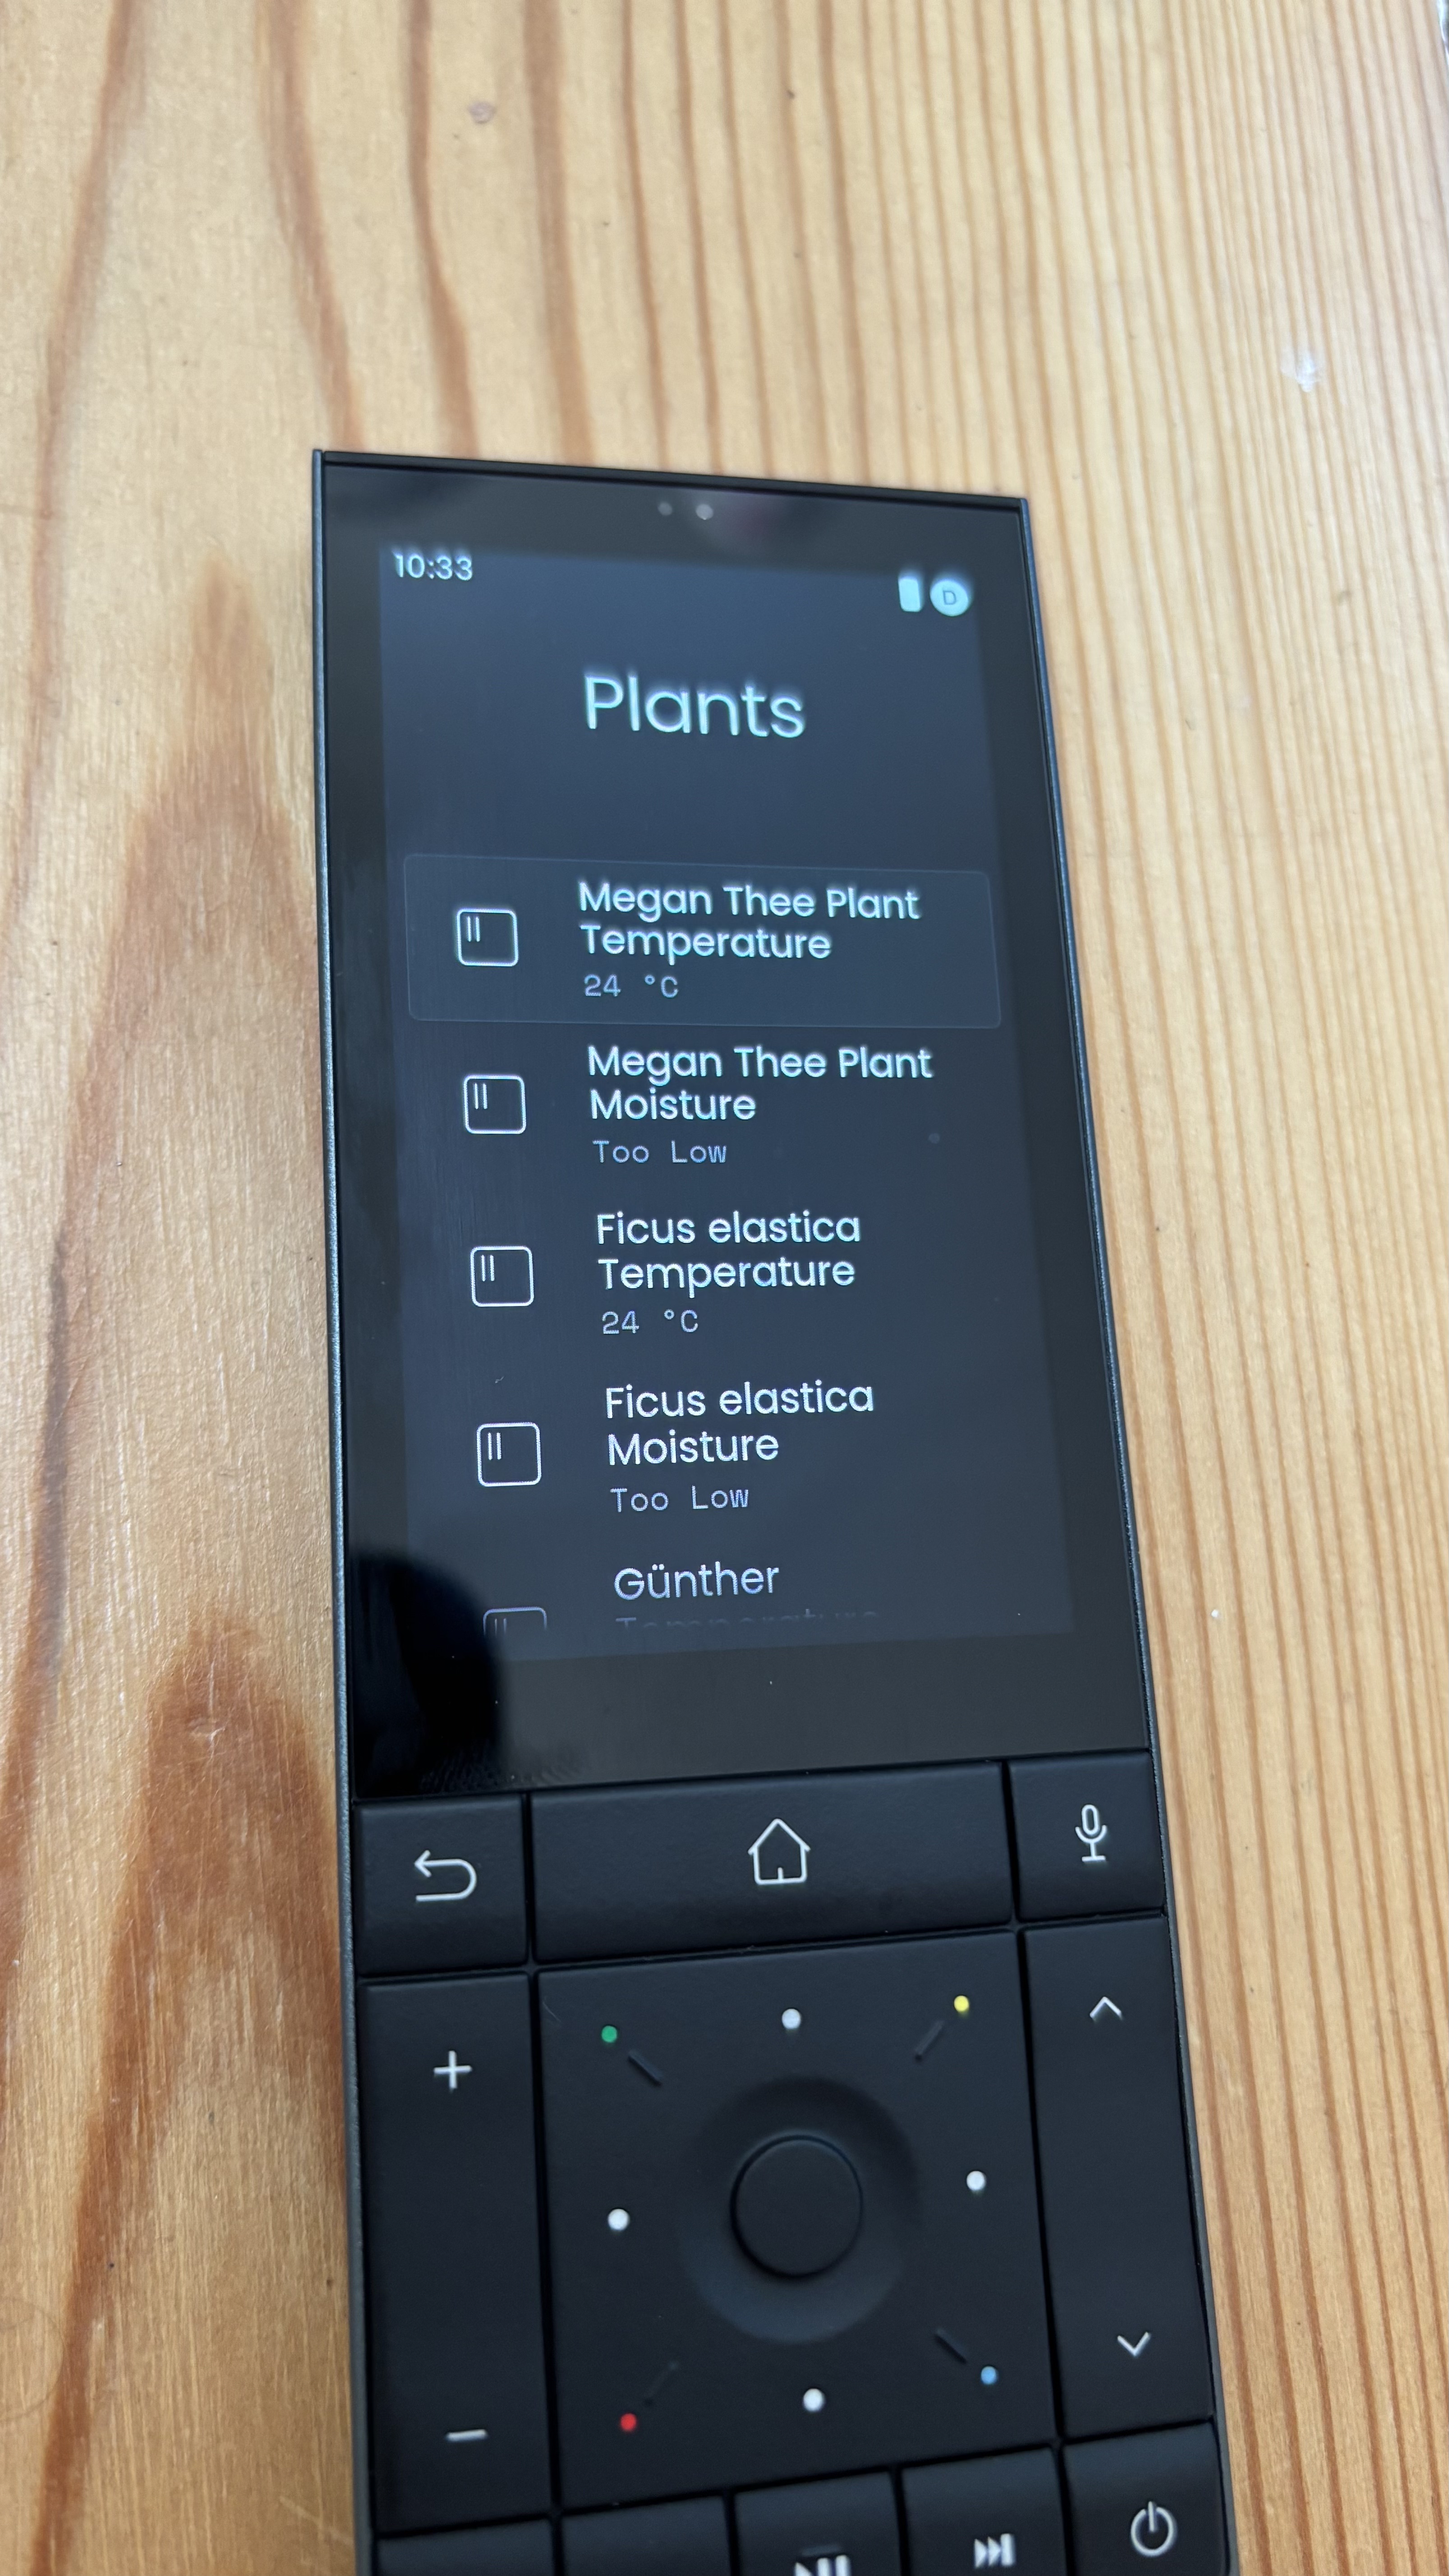 10:33
D
Plants
Megan Thee Plant
Temperature
24 °C
Megan Thee Plant
Moisture
Too Low
Ficus elastica
Temperature
24 °C
Ficus elastica
Moisture
Too Low
Günther
Temperature